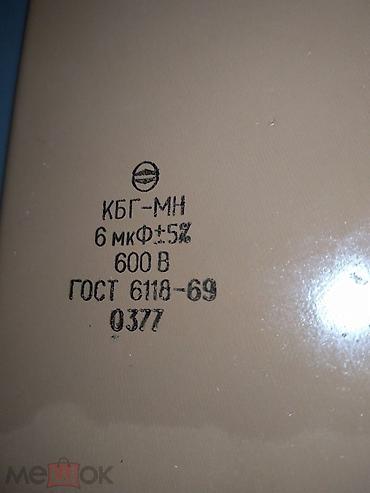 КБГ-МН
6 мкФ±5%
600 В
ГОСТ 6118-69
0377
мешок